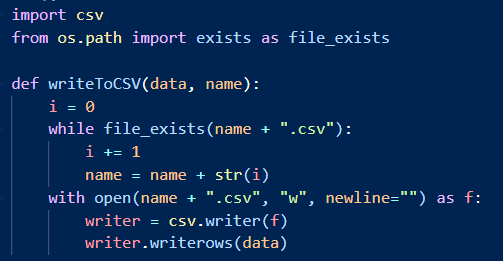 import csv
from os.path import exists as file_exists

def writeToCSV(data, name):
    i = 0
    while file_exists(name + ".csv"):
        i += 1
        name = name + str(i)
    with open(name + ".csv", "w", newline="") as f:
        writer = csv.writer(f)
        writer.writerows(data)